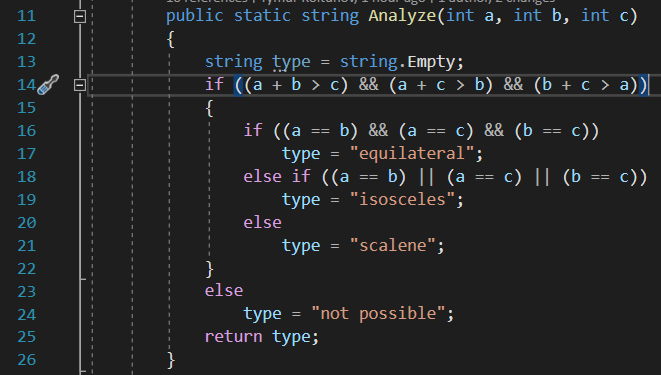 11 public static string Analyze(int a, int b, int c)
12 {
13 string type = string.Empty;
14 if ((a + b > c) && (a + c > b) && (b + c > a))
15 {
16 if ((a == b) && (a == c) && (b == c))
17 type = "equilateral";
18 else if ((a == b) || (a == c) || (b == c))
19 type = "isosceles";
20 else
21 type = "scalene";
22 }
23 else
24 type = "not possible";
25 return type;
26 }